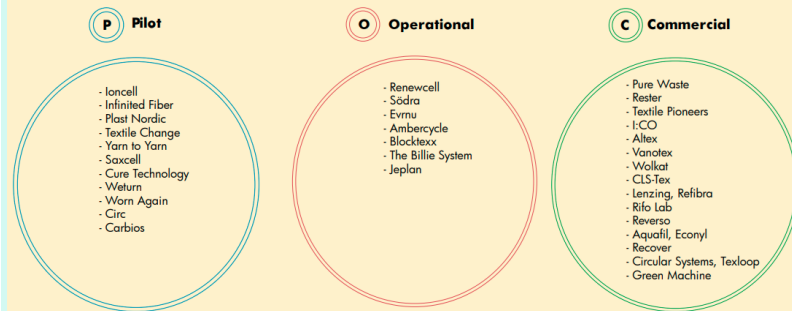 P Pilot
- Ioncell
- Infinited Fiber
- Plast Nordic
- Textile Change
- Yarn to Yarn
- Saxcell
- Cure Technology
- Weturn
- Worn Again
- Circ
- Carbios
O Operational
- Renewcell
- Södra
- Evrnu
- Ambercycle
- Blocktexx
- The Billie System
- Jeplan
C Commercial
- Pure Waste
- Rester
- Textile Pioneers
- I:CO
- Altex
- Vanotex
- Wolkat
- CLS-Tex
- Lenzing, Refibra
- Rifo Lab
- Reverso
- Aquafil, Econyl
- Recover
- Circular Systems, Texloop
- Green Machine